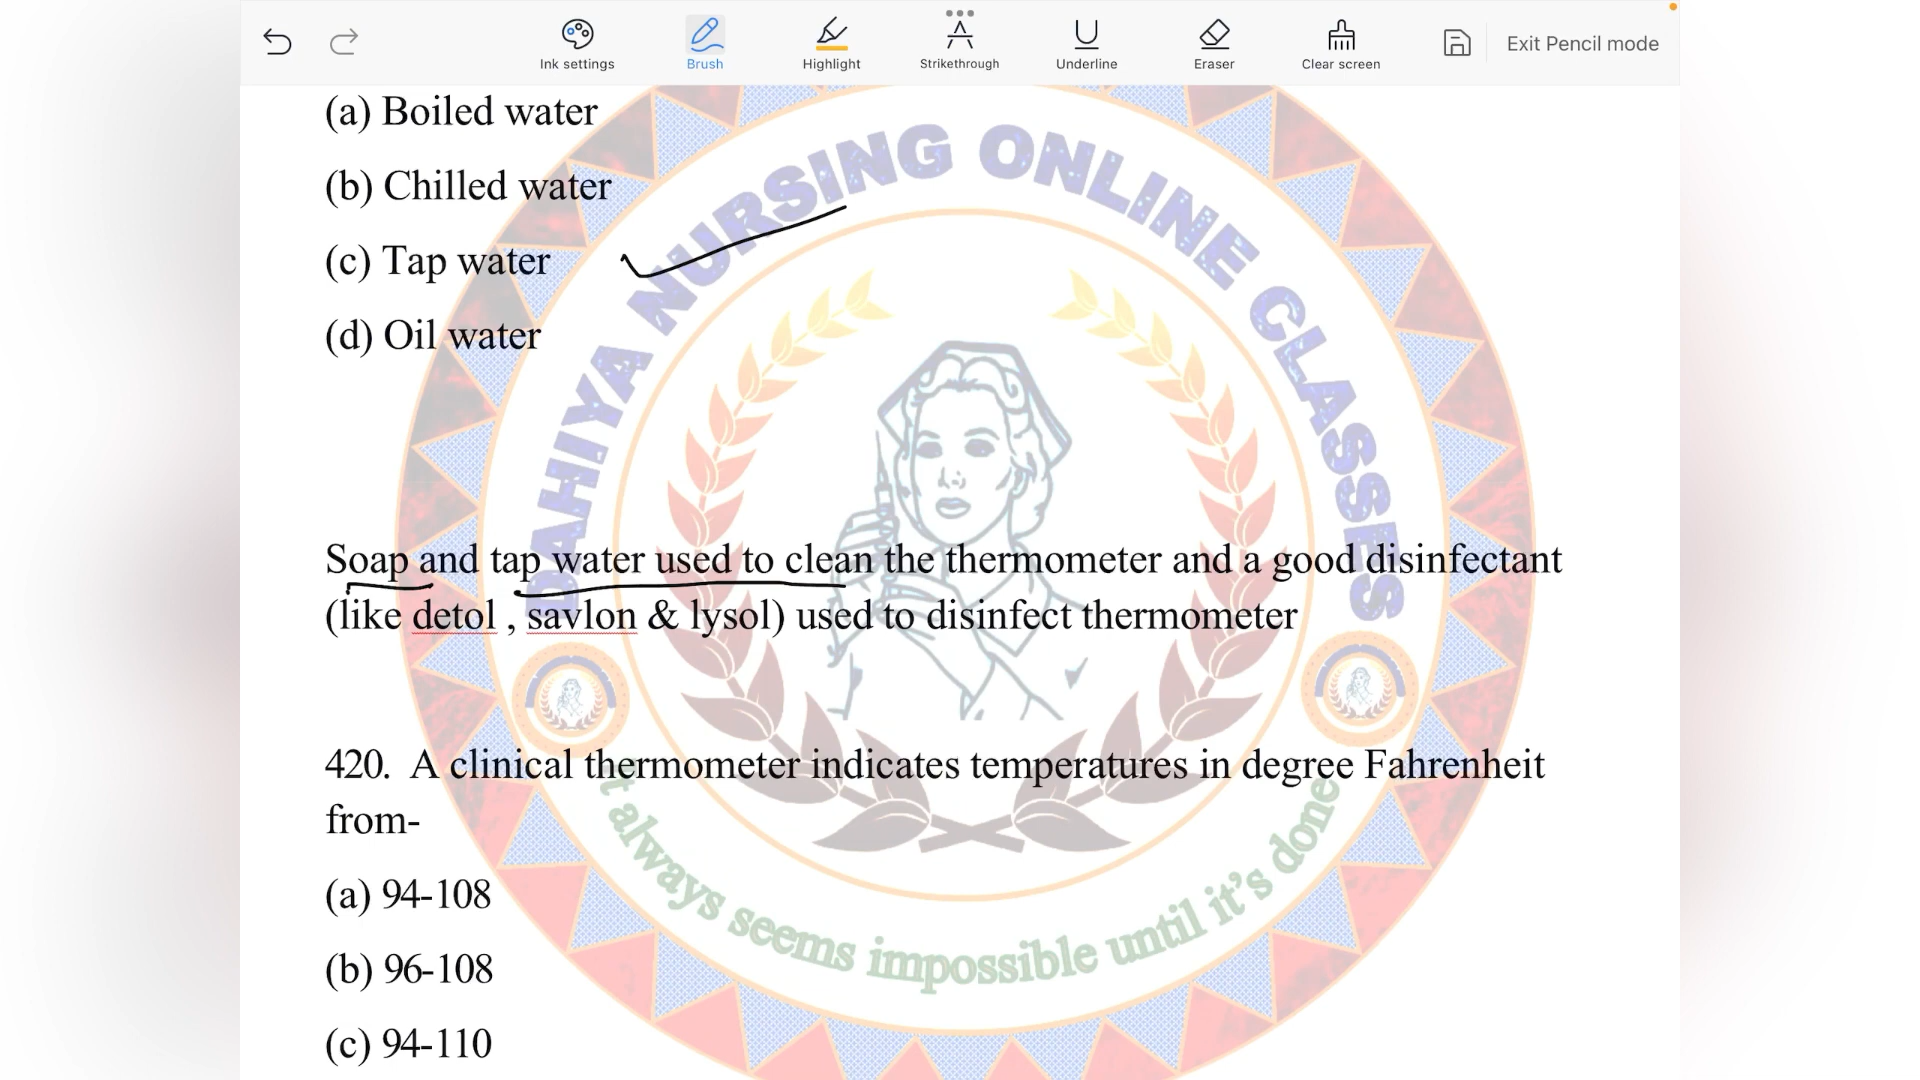 Ink settings
Brush
Highlight
Strikethrough
Underline
Eraser
Clear screen
Exit Pencil mode
(a) Boiled water
(b) Chilled water
(c) Tap water
(d) Oil water
DAHIYA NURSING ONLINE CLASSES
Soap and tap water used to clean the thermometer and a good disinfectant
(like detol , savlon & lysol) used to disinfect thermometer
420. A clinical thermometer indicates temperatures in degree Fahrenheit
from-
(a) 94-108
(b) 96-108
(c) 94-110
It always seems impossible until it's done